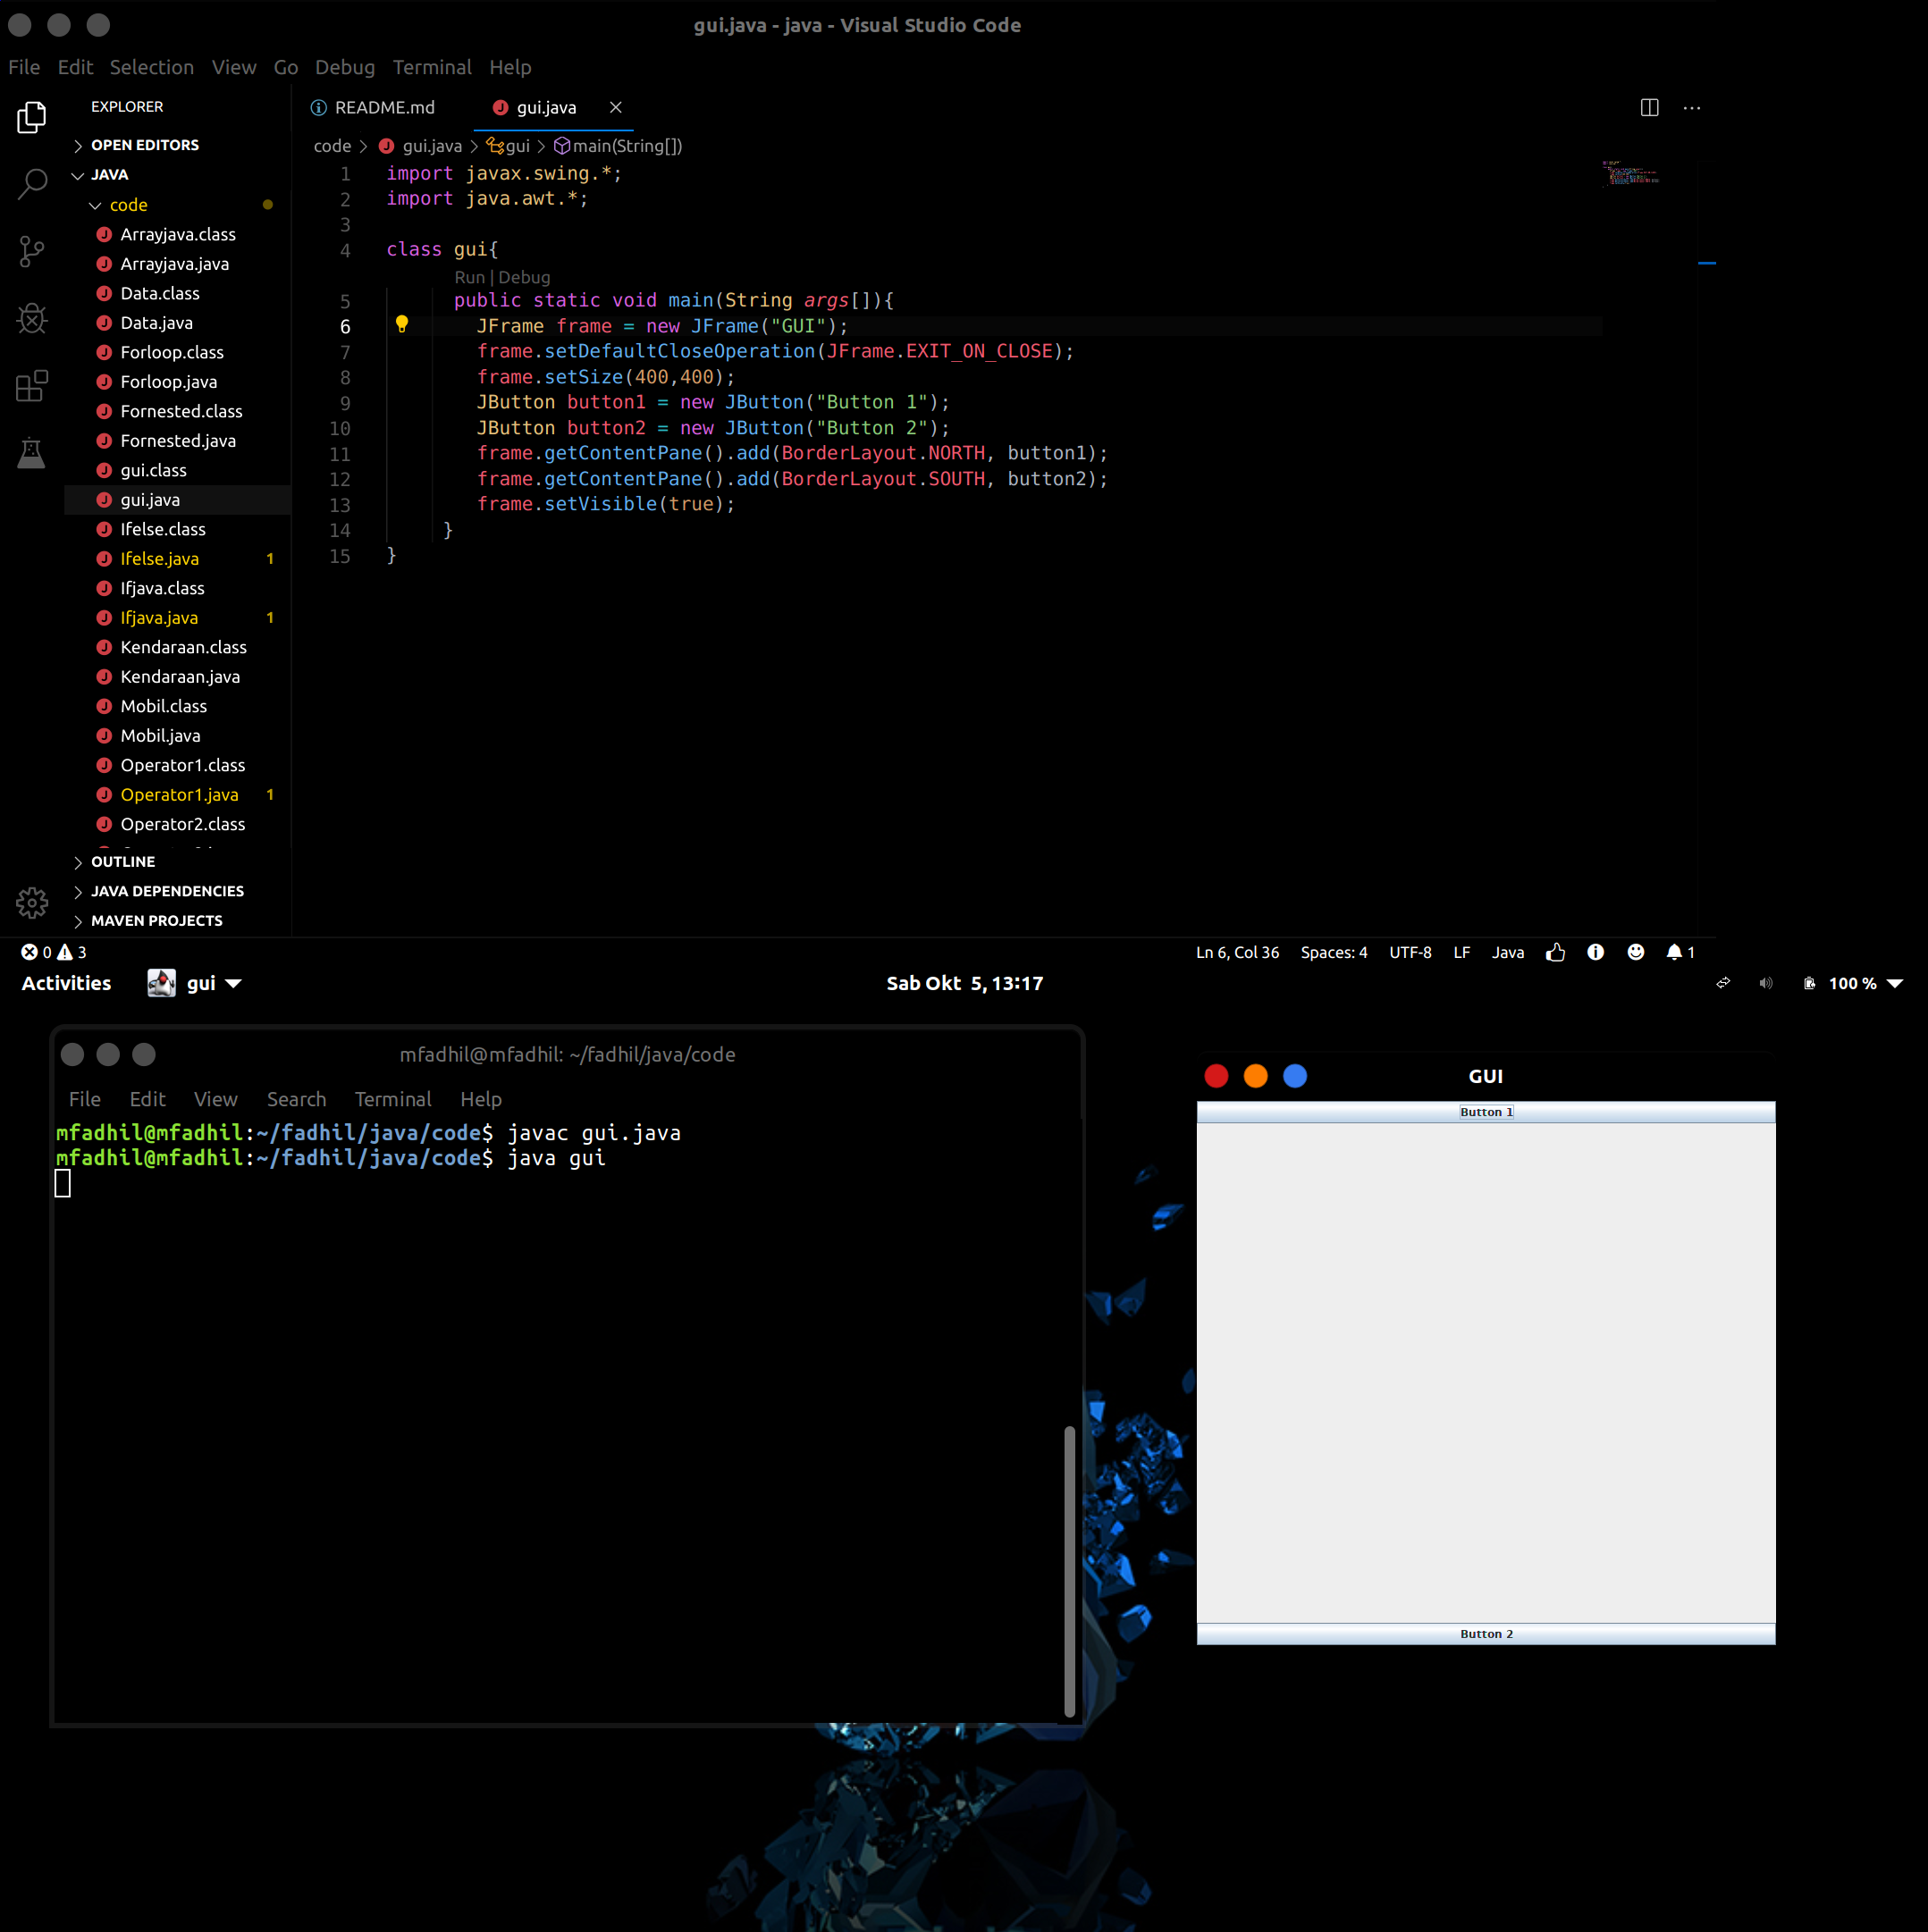 gui.java - java - Visual Studio Code
File Edit Selection View Go Debug Terminal Help
EXPLORER
OPEN EDITORS
JAVA
code
Arrayjava.class
Arrayjava.java
Data.class
Data.java
Forloop.class
Forloop.java
Fornested.class
Fornested.java
gui.class
gui.java
Ifelse.class
Ifelse.java 1
Ifjava.class
Ifjava.java 1
Kendaraan.class
Kendaraan.java
Mobil.class
Mobil.java
Operator1.class
Operator1.java 1
Operator2.class
OUTLINE
JAVA DEPENDENCIES
MAVEN PROJECTS
README.md gui.java
code > gui.java > gui > main(String[])
1 import javax.swing.*;
2 import java.awt.*;
3
4 class gui{
Run | Debug
5 public static void main(String args[]){
6 JFrame frame = new JFrame("GUI");
7 frame.setDefaultCloseOperation(JFrame.EXIT_ON_CLOSE);
8 frame.setSize(400,400);
9 JButton button1 = new JButton("Button 1");
10 JButton button2 = new JButton("Button 2");
11 frame.getContentPane().add(BorderLayout.NORTH, button1);
12 frame.getContentPane().add(BorderLayout.SOUTH, button2);
13 frame.setVisible(true);
14 }
15 }
0 3 Ln 6, Col 36 Spaces: 4 UTF-8 LF Java 1
Activities gui Sab Okt 5, 13:17 100 %
mfadhil@mfadhil: ~/fadhil/java/code
File Edit View Search Terminal Help
mfadhil@mfadhil:~/fadhil/java/code$ javac gui.java
mfadhil@mfadhil:~/fadhil/java/code$ java gui
GUI
Button 1
Button 2